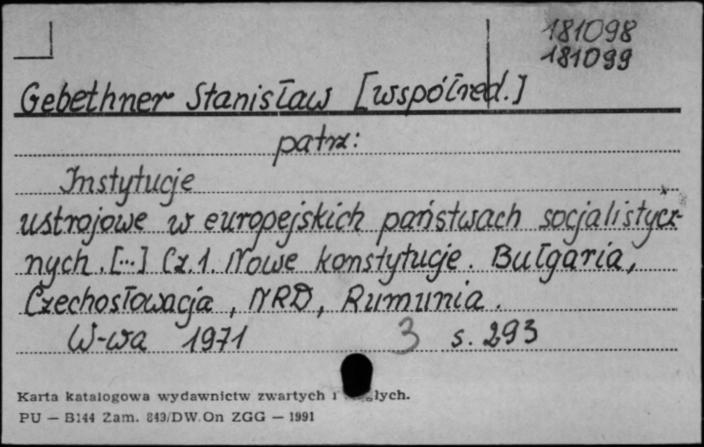 181098
181099
Gebethner Stanisław [współred.]
patrz:
Instytucje
ustrojowe w europejskich państwach socjalistycz-
nych. [...] Cz. 1. Nowe konstytucje. Bułgaria,
Czechosłowacja, NRD, Rumunia.
W-wa 1971 3 s. 293
Karta katalogowa wydawnictw zwartych i
PU — B144 Zam. 843/DW.On ZGG — 1991